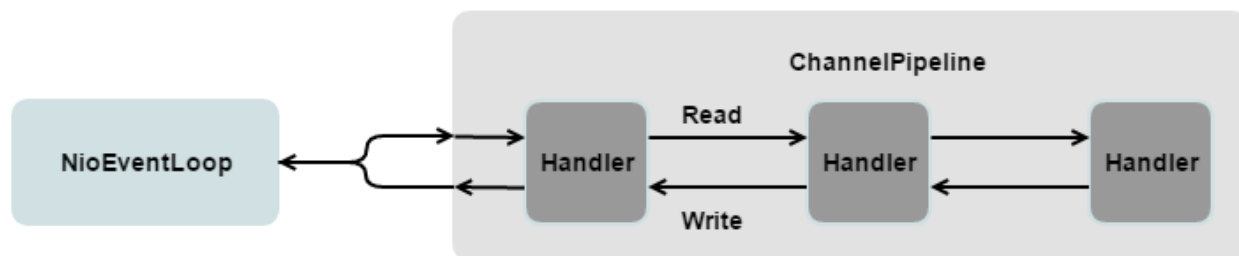 ChannelPipeline
Read
NioEventLoop
Handler
Handler
Handler
Write